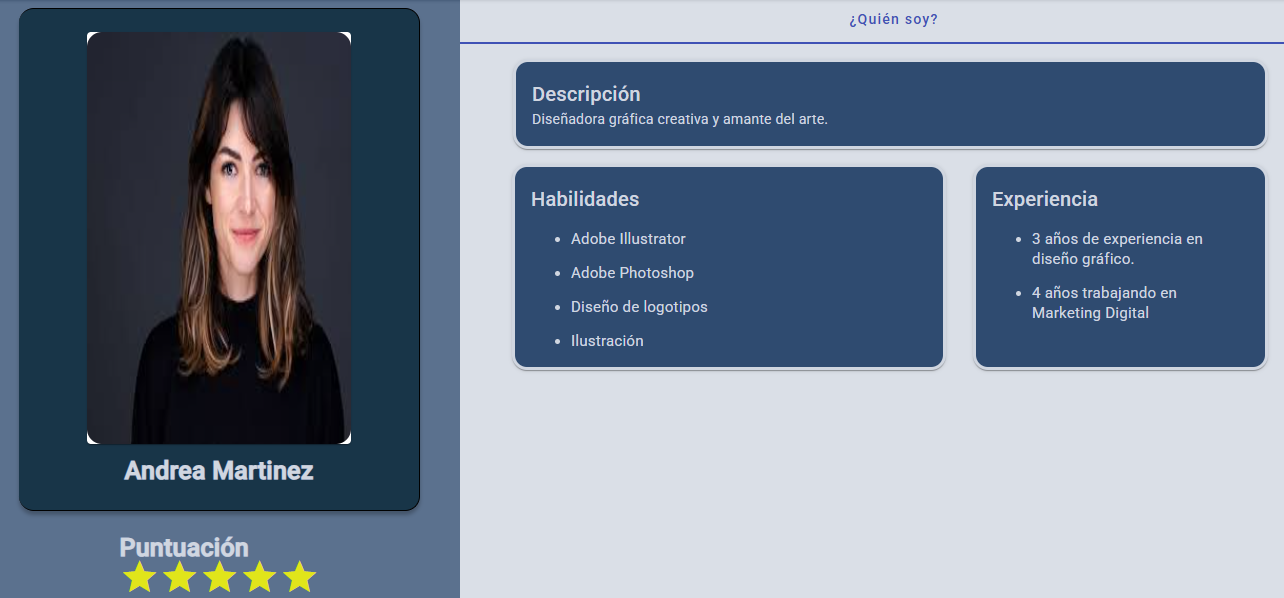 Andrea Martinez
Puntuación
¿Quién soy?
Descripción
Diseñadora gráfica creativa y amante del arte.
Habilidades
Adobe Illustrator
Adobe Photoshop
Diseño de logotipos
Ilustración
Experiencia
3 años de experiencia en
diseño gráfico.
4 años trabajando en
Marketing Digital